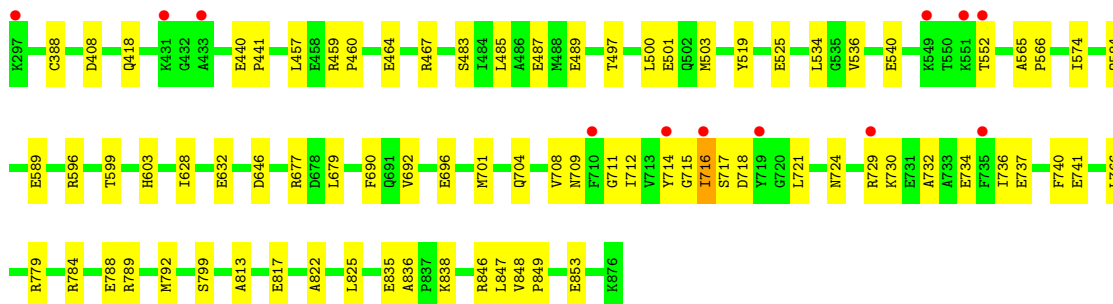 K297 C388 D408 Q418 K431 G432 A433 E440 P441 L457 E458 R459 P460 E464 R467 S483 I484 L485 A486 E487 M488 E489 T497 L500 E501 Q502 M503 Y519 E525 L534 G535 V536 E540 K549 T550 K551 T552 A565 P566 I574
E589 R596 T599 H603 I628 E632 D646 R677 D678 L679 F690 Q691 V692 E696 M701 Q704 V708 N709 F710 G711 I712 V713 Y714 G715 I716 S717 D718 Y719 G720 L721 N724 R729 K730 E731 A732 A733 E734 F735 I736 E737 F740 E741
R779 R784 E788 R789 M792 S799 A813 E817 A822 L825 E835 A836 P837 K838 R846 L847 V848 P849 E853 K876